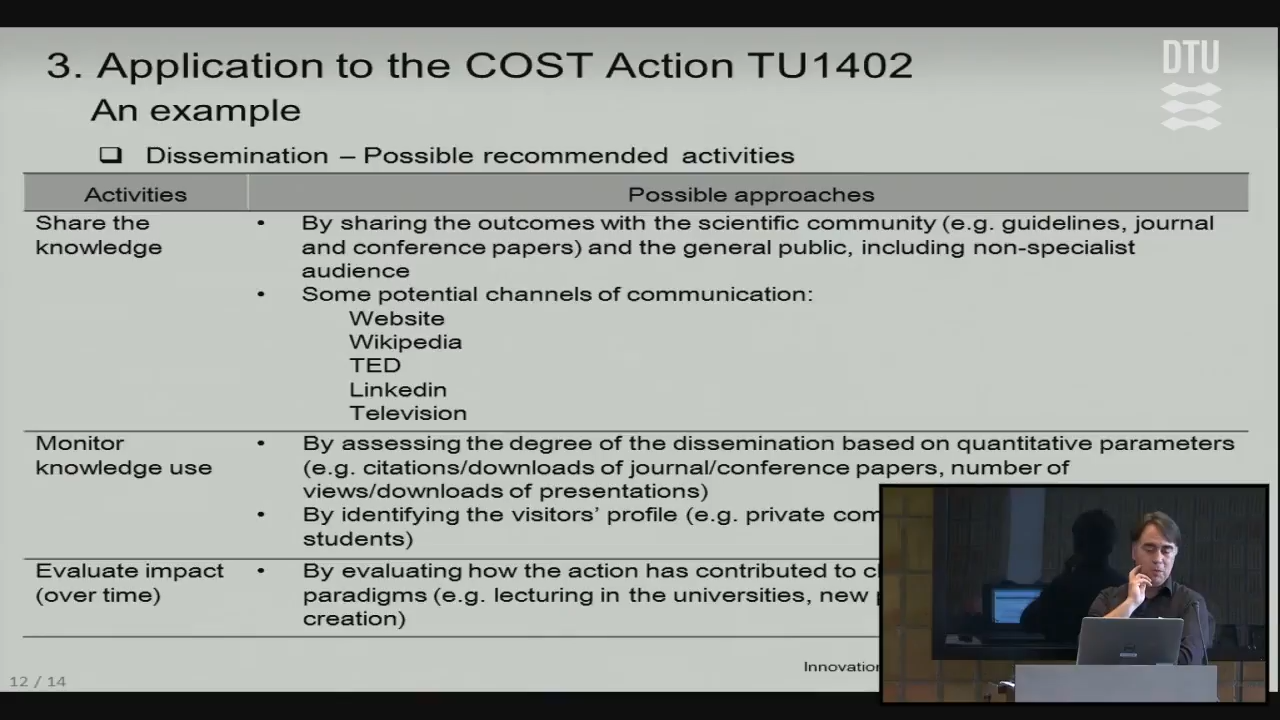 3. Application to the COST Action TU1402
DTU
An example
❑ Dissemination – Possible recommended activities
Activities
Possible approaches
Share the
knowledge
• By sharing the outcomes with the scientific community (e.g. guidelines, journal
and conference papers) and the general public, including non-specialist
audience
• Some potential channels of communication:
Website
Wikipedia
TED
Linkedin
Television
Monitor
knowledge use
• By assessing the degree of the dissemination based on quantitative parameters
(e.g. citations/downloads of journal/conference papers, number of
views/downloads of presentations)
• By identifying the visitors’ profile (e.g. private
students)
Evaluate impact
(over time)
• By evaluating how the action has contributed to
paradigms (e.g. lecturing in the universities, new
creation)
Innovation
12 / 14